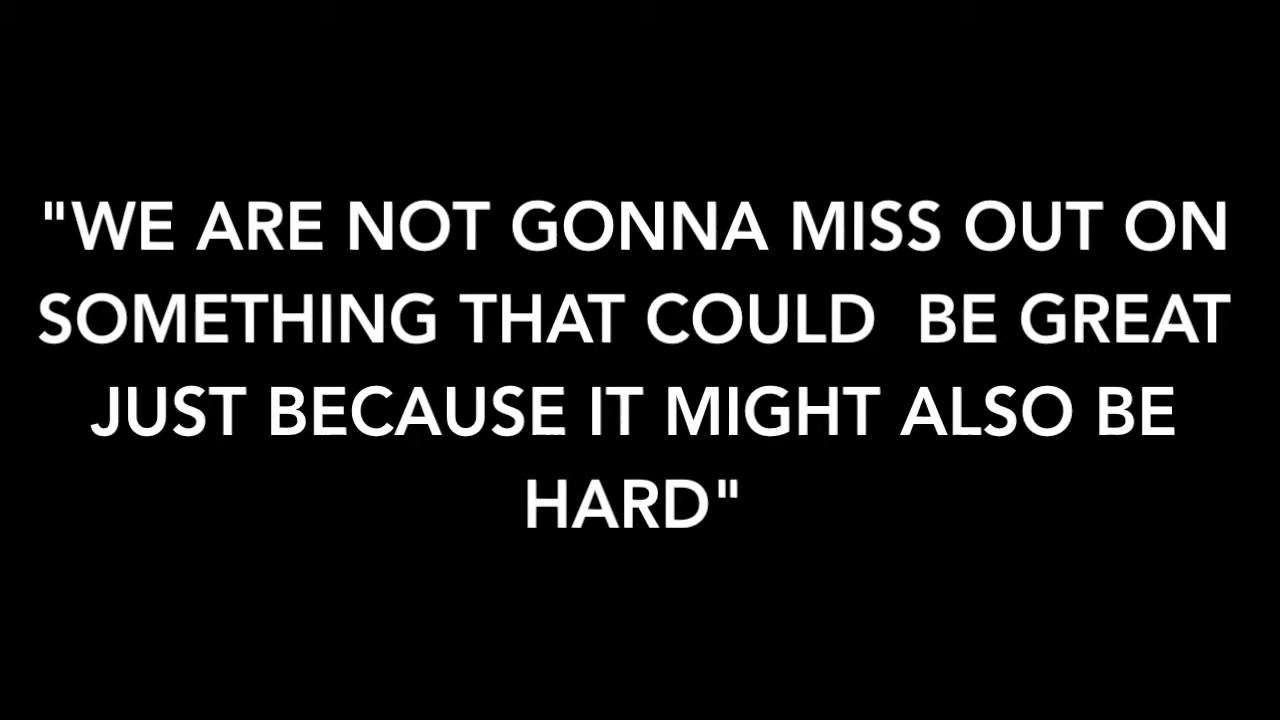 "WE ARE NOT GONNA MISS OUT ON
SOMETHING THAT COULD  BE GREAT
JUST BECAUSE IT MIGHT ALSO BE
HARD"